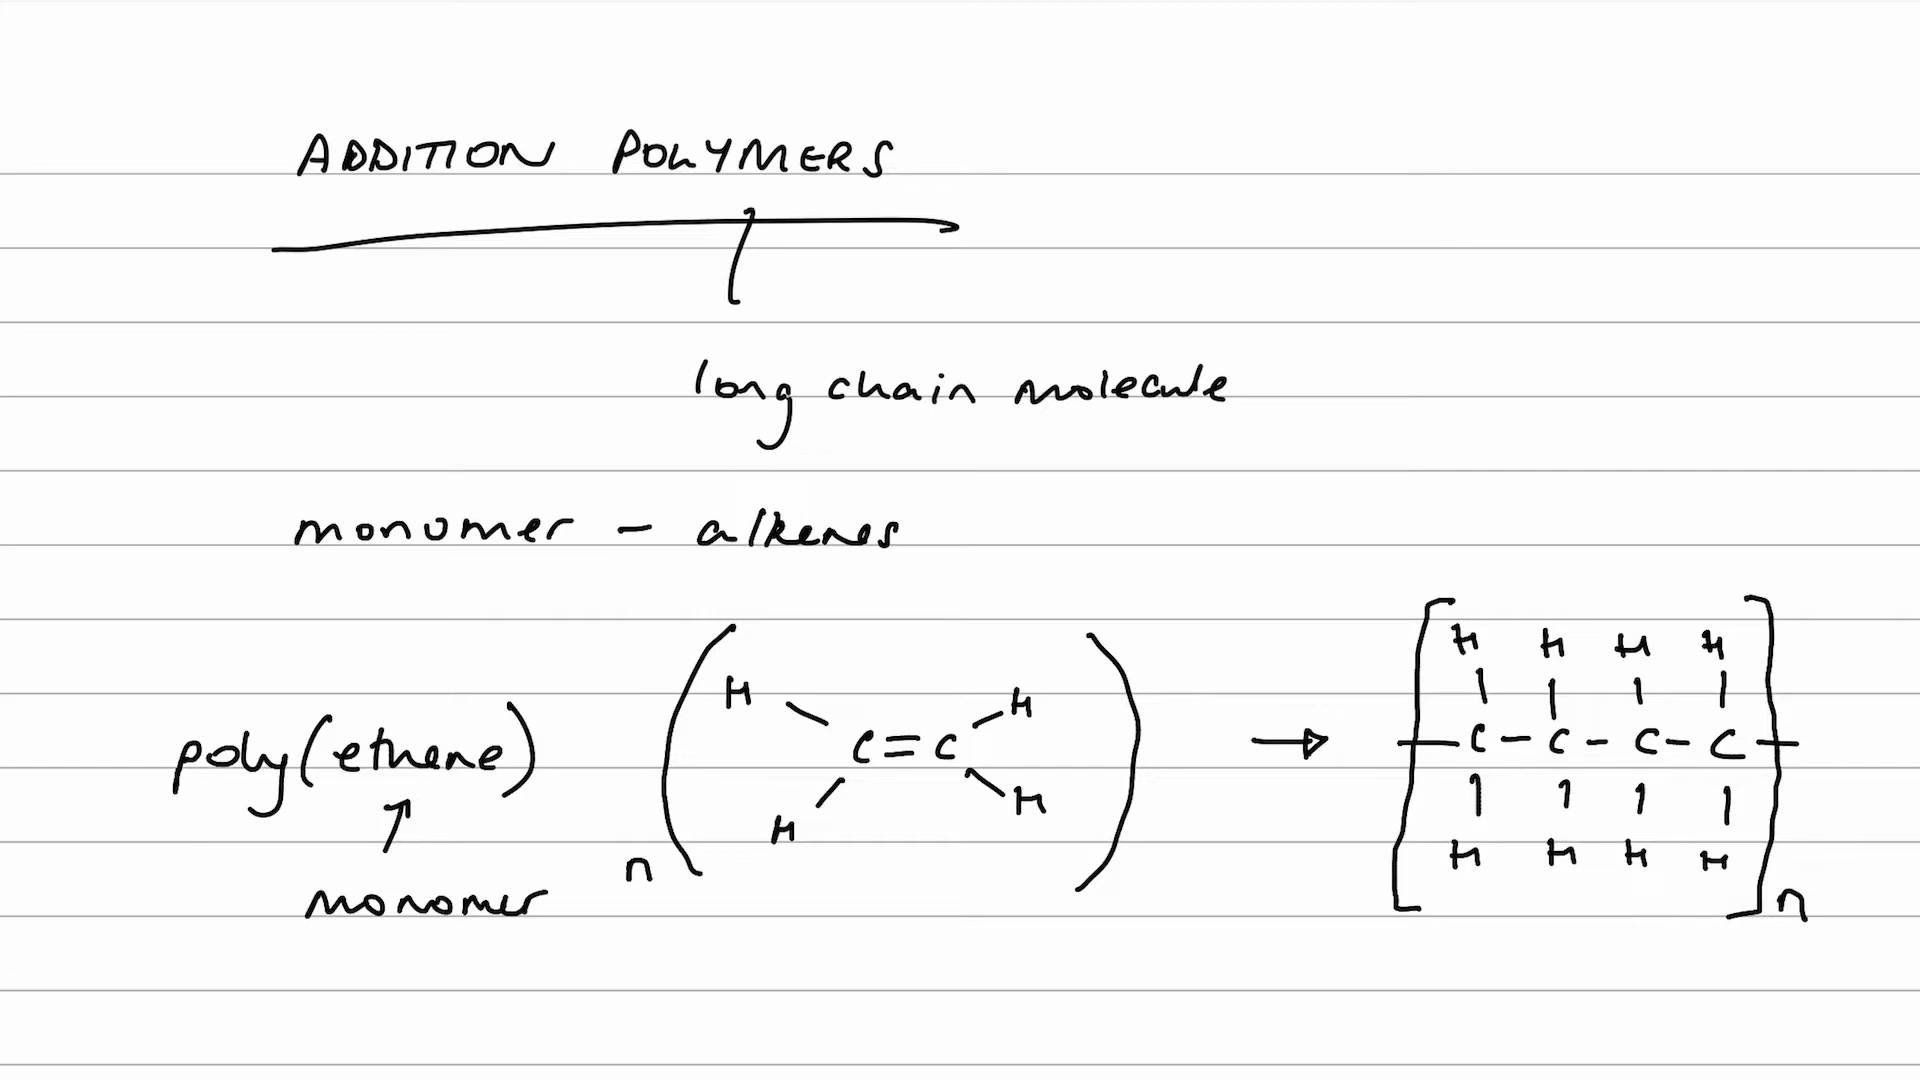 ADDITION POLYMERS
long chain molecule
monomer - alkenes
H H H H
H H
poly(ethene) C=C → C-C-C-C
H H
H H H H
n
monomer n